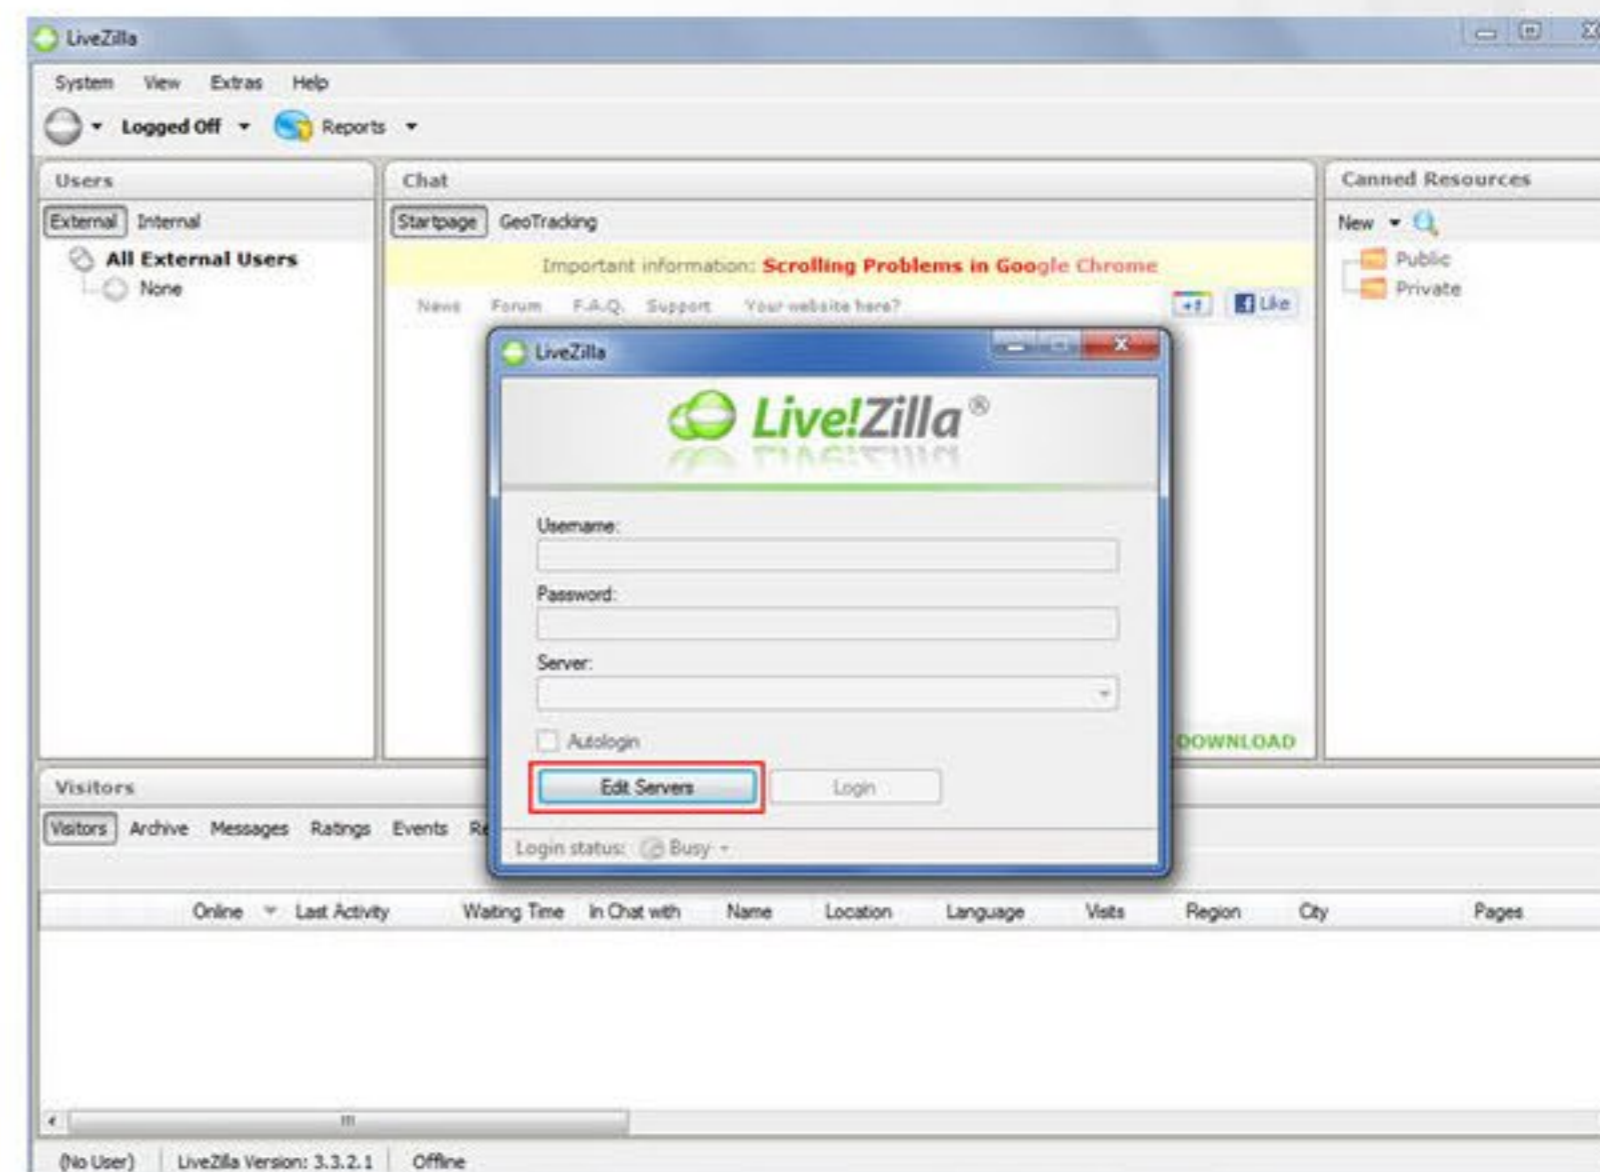 LiveZilla
System View Extras Help
Logged Off Reports
Users
External Internal
All External Users
None
Chat
Startpage GeoTracking
Important information: Scrolling Problems in Google Chrome
News Forum F.A.Q. Support Your website here? +1 Like
Canned Resources
New
Public
Private
LiveZilla
Live!Zilla®
Username:
Password:
Server:
Autologin
Edit Servers Login
Login status: Busy
DOWNLOAD
Visitors
Visitors Archive Messages Ratings Events Re
Online Last Activity Waiting Time In Chat with Name Location Language Visits Region City Pages
(No User) LiveZilla Version: 3.3.2.1 Offline